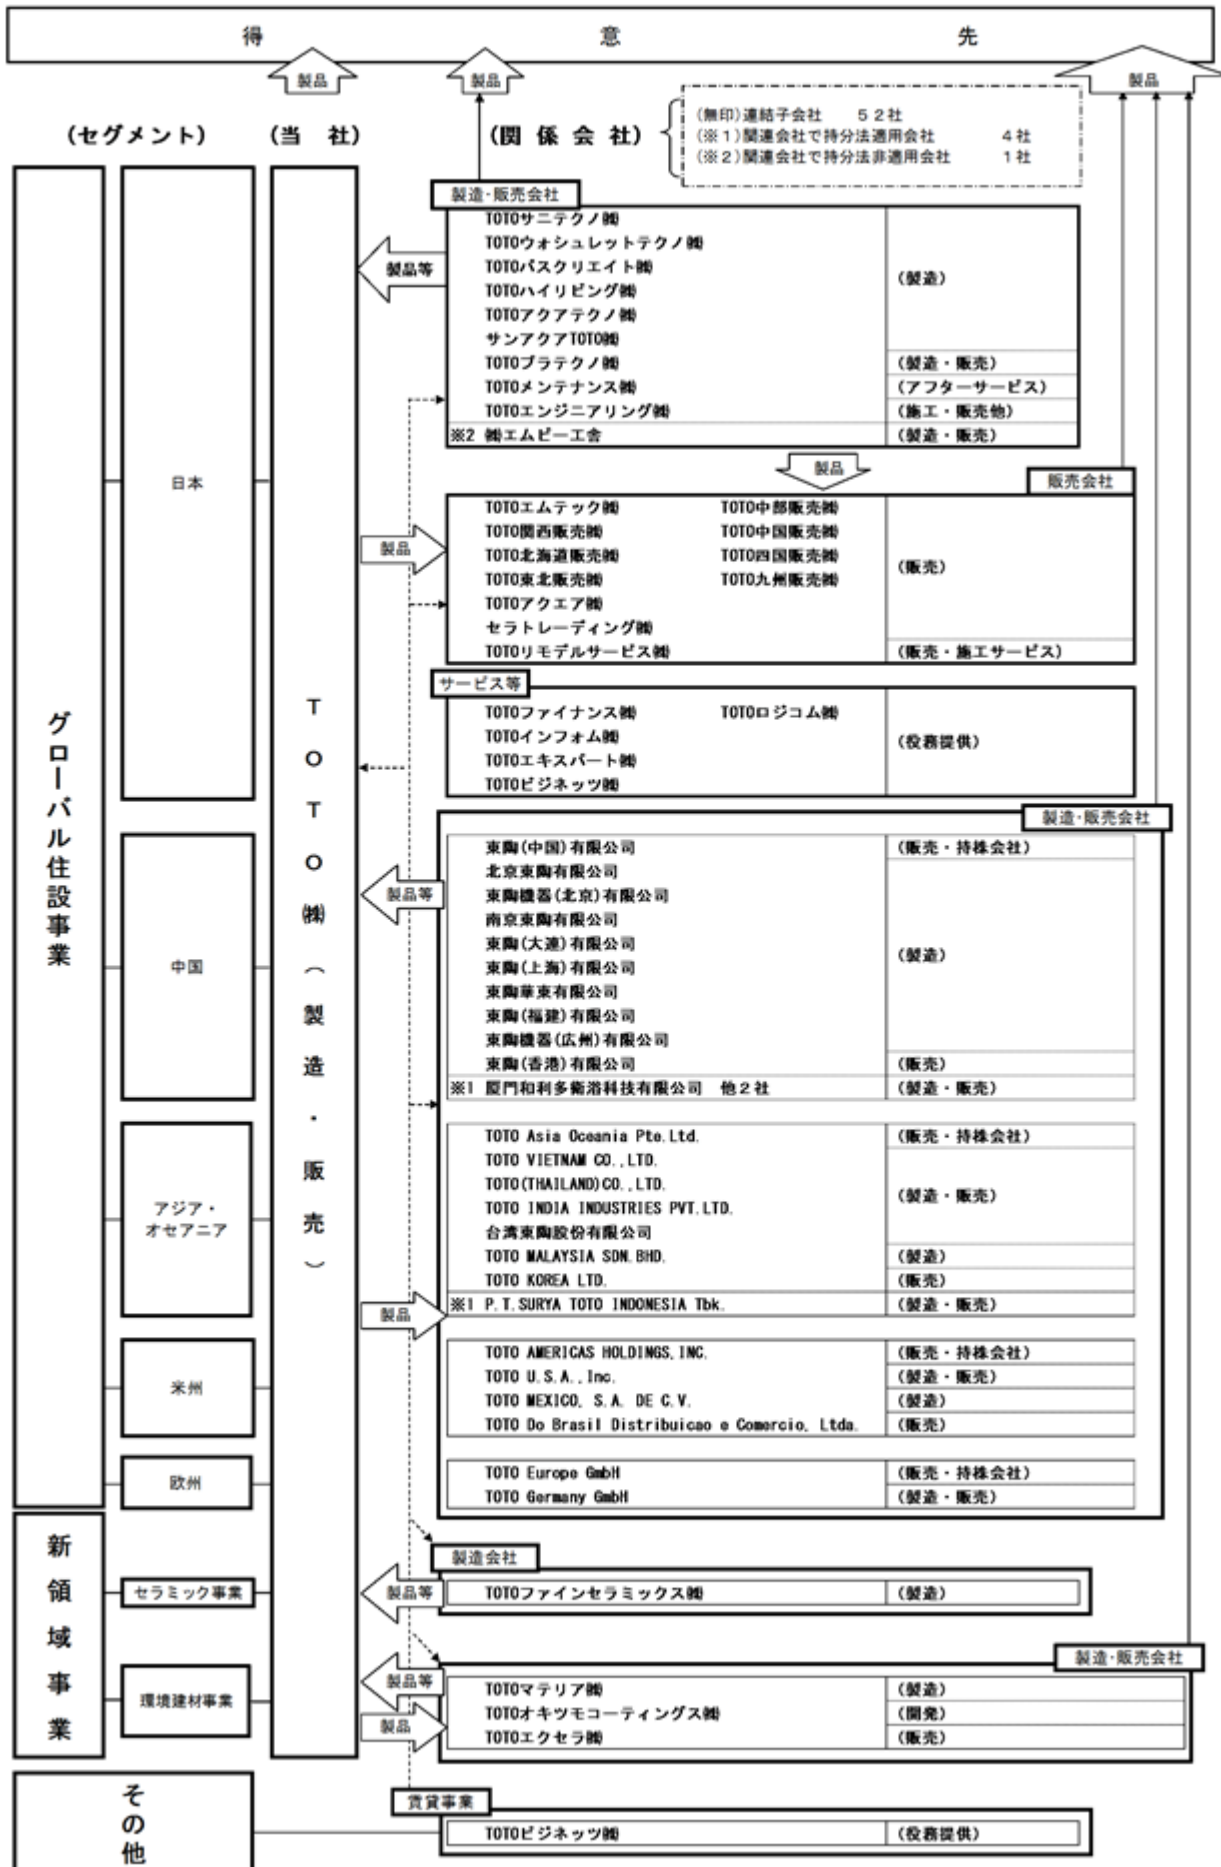 得意先
製品
製品
製品
(セグメント)
(当 社)
(関 係 会 社)
(無印)連結子会社 52社
(※1)関連会社で持分法適用会社 4社
(※2)関連会社で持分法非適用会社 1社
製造・販売会社
TOTOサニテクノ㈱
TOTOウォシュレットテクノ㈱
TOTOバスクリエイト㈱
TOTOハイリビング㈱
TOTOアクアテクノ㈱
サンアクアTOTO㈱
(製造)
TOTOプラテクノ㈱ (製造・販売)
TOTOメンテナンス㈱ (アフターサービス)
TOTOエンジニアリング㈱ (施工・販売他)
※2 ㈱エムビー工舎 (製造・販売)
製品等
製品
日本
販売会社
TOTOエムテック㈱ TOTO中部販売㈱
TOTO関西販売㈱ TOTO中国販売㈱
TOTO北海道販売㈱ TOTO四国販売㈱
TOTO東北販売㈱ TOTO九州販売㈱
TOTOアクエア㈱
セラトレーディング㈱
(販売)
TOTOリモデルサービス㈱ (販売・施工サービス)
製品
サービス等
TOTOファイナンス㈱ TOTOロジコム㈱
TOTOインフォム㈱
TOTOエキスパート㈱
TOTOビジネッツ㈱
(役務提供)
グローバル住設事業
TOTO㈱(製造・販売)
製造・販売会社
東陶(中国)有限公司 (販売・持株会社)
北京東陶有限公司
東陶機器(北京)有限公司
南京東陶有限公司
東陶(大連)有限公司
東陶(上海)有限公司
東陶華東有限公司
東陶(福建)有限公司
東陶機器(広州)有限公司
(製造)
東陶(香港)有限公司 (販売)
※1 厦門和利多衛浴科技有限公司 他2社 (製造・販売)
製品等
中国
TOTO Asia Oceania Pte.Ltd. (販売・持株会社)
TOTO VIETNAM CO.,LTD.
TOTO(THAILAND)CO.,LTD.
TOTO INDIA INDUSTRIES PVT.LTD.
台湾東陶股份有限公司
(製造・販売)
TOTO MALAYSIA SDN.BHD. (製造)
TOTO KOREA LTD. (販売)
※1 P.T.SURYA TOTO INDONESIA Tbk. (製造・販売)
アジア・
オセアニア
製品
TOTO AMERICAS HOLDINGS,INC. (販売・持株会社)
TOTO U.S.A.,Inc. (製造・販売)
TOTO MEXICO, S.A. DE C.V. (製造)
TOTO Do Brasil Distribuicao e Comercio, Ltda. (販売)
米州
TOTO Europe GmbH (販売・持株会社)
TOTO Germany GmbH (製造・販売)
欧州
新領域事業
製造会社
セラミック事業
製品等
TOTOファインセラミックス㈱ (製造)
製造・販売会社
環境建材事業
製品等
製品
TOTOマテリア㈱ (製造)
TOTOオキツモコーティングス㈱ (開発)
TOTOエクセラ㈱ (販売)
その他
賃貸事業
TOTOビジネッツ㈱ (役務提供)